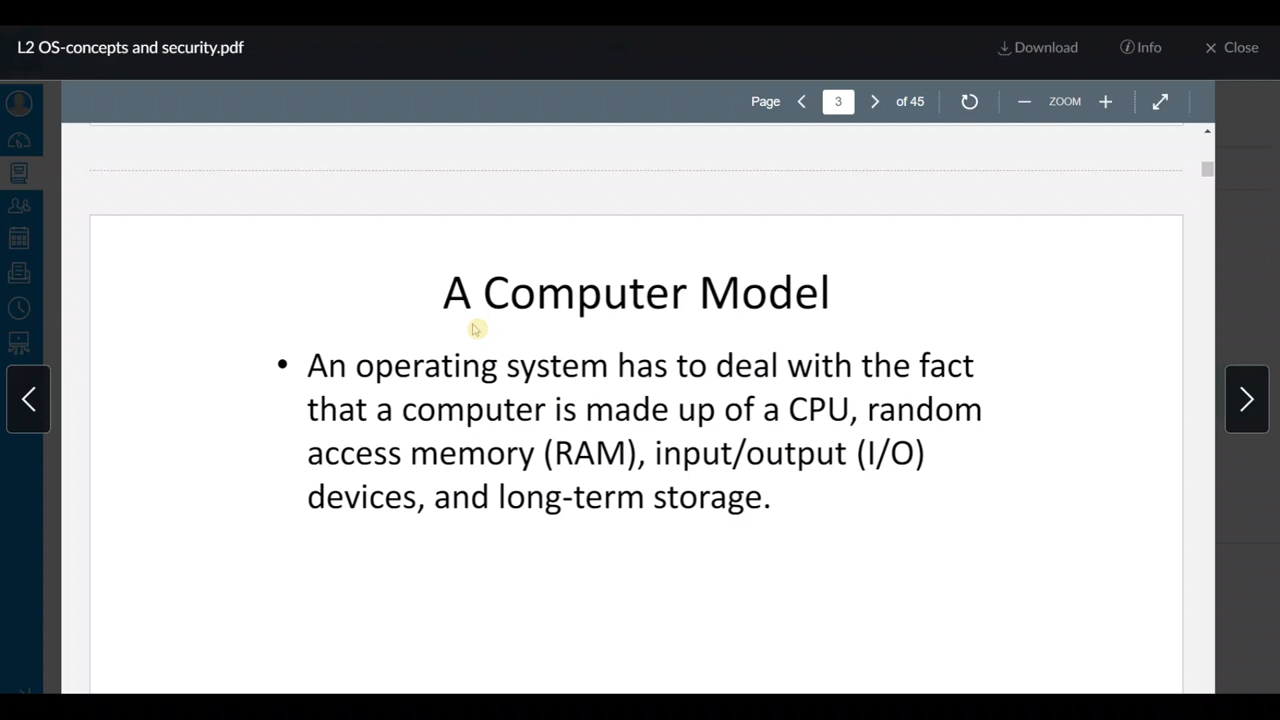 L2 OS-concepts and security.pdf
Download
Info
Close
Page
3
of 45
ZOOM
A Computer Model
• An operating system has to deal with the fact
that a computer is made up of a CPU, random
access memory (RAM), input/output (I/O)
devices, and long-term storage.